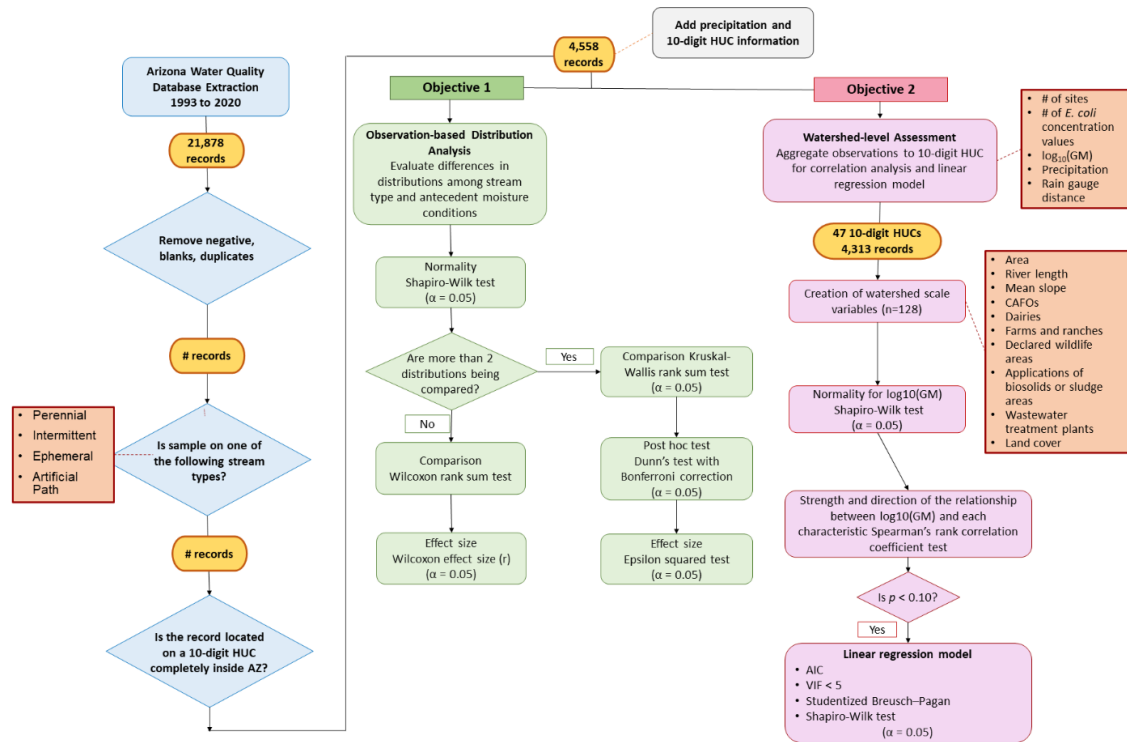 Arizona Water Quality
Database Extraction
1993 to 2020
21,878
records
Remove negative,
blanks, duplicates
# records
• Perennial
• Intermittent
• Ephemeral
• Artificial
Path
Is sample on one of
the following stream
types?
# records
Is the record located
on a 10-digit HUC
completely inside AZ?
4,558
records
Add precipitation and
10-digit HUC information
Objective 1
Observation-based Distribution
Analysis
Evaluate differences in
distributions among stream
type and antecedent moisture
conditions
Normality
Shapiro-Wilk test
(α = 0.05)
Are more than 2
distributions being
compared?
Yes
No
Comparison
Wilcoxon rank sum test
Effect size
Wilcoxon effect size (r)
(α = 0.05)
Comparison Kruskal-
Wallis rank sum test
(α = 0.05)
Post hoc test
Dunn's test with
Bonferroni correction
(α = 0.05)
Effect size
Epsilon squared test
(α = 0.05)
Objective 2
Watershed-level Assessment
Aggregate observations to 10-digit HUC
for correlation analysis and linear
regression model
• # of sites
• # of E. coli
concentration
values
• log10(GM)
• Precipitation
• Rain gauge
distance
47 10-digit HUCs
4,313 records
Creation of watershed scale
variables (n=128)
• Area
• River length
• Mean slope
• CAFOs
• Dairies
• Farms and ranches
• Declared wildlife
areas
• Applications of
biosolids or sludge
areas
• Wastewater
treatment plants
• Land cover
Normality for log10(GM)
Shapiro-Wilk test
(α = 0.05)
Strength and direction of the relationship
between log10(GM) and each
characteristic Spearman's rank correlation
coefficient test
Is p < 0.10?
Yes
Linear regression model
• AIC
• VIF < 5
• Studentized Breusch–Pagan
• Shapiro-Wilk test
(α = 0.05)